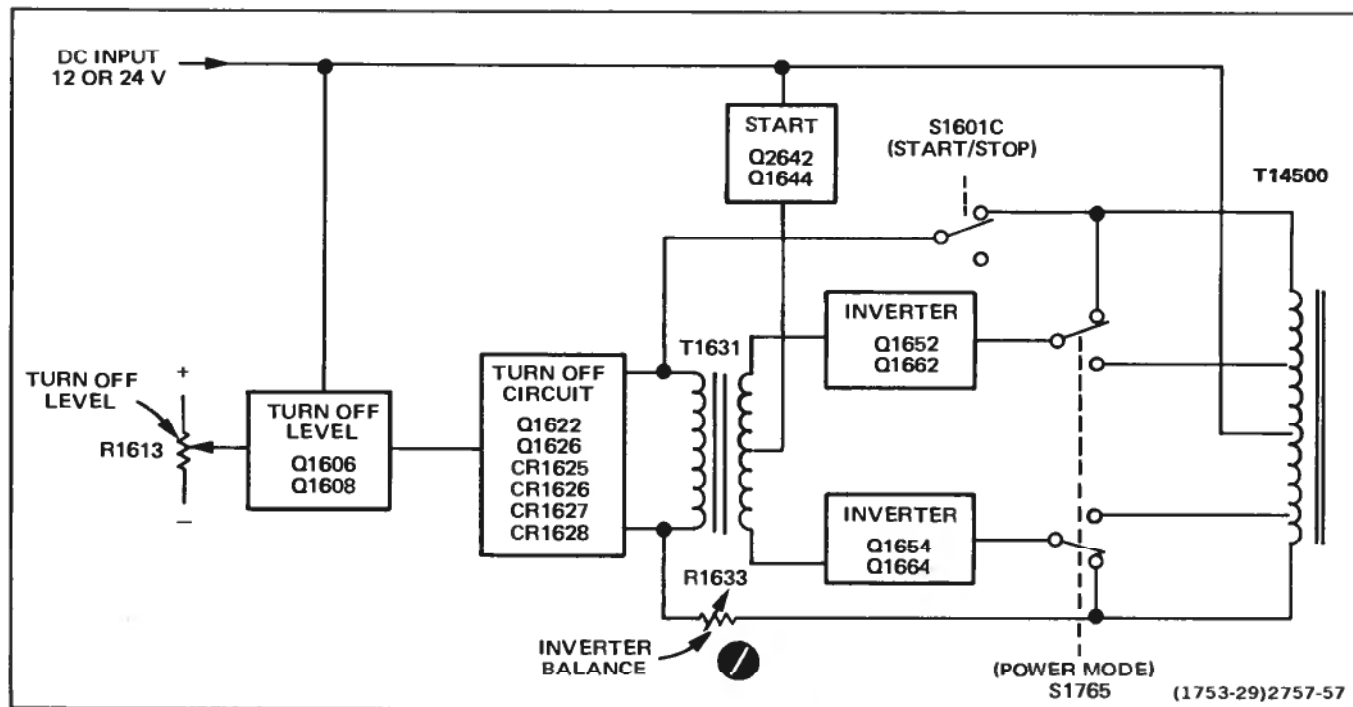 DC INPUT
12 OR 24 V
START
Q2642
Q1644
S1601C
(START/STOP)
T14500
INVERTER
Q1652
Q1662
T1631
TURN OFF
CIRCUIT
Q1622
Q1626
CR1625
CR1626
CR1627
CR1628
TURN OFF
LEVEL
+
R1613
−
TURN OFF
LEVEL
Q1606
Q1608
INVERTER
Q1654
Q1664
R1633
INVERTER
BALANCE
(POWER MODE)
S1765
(1753-29)2757-57